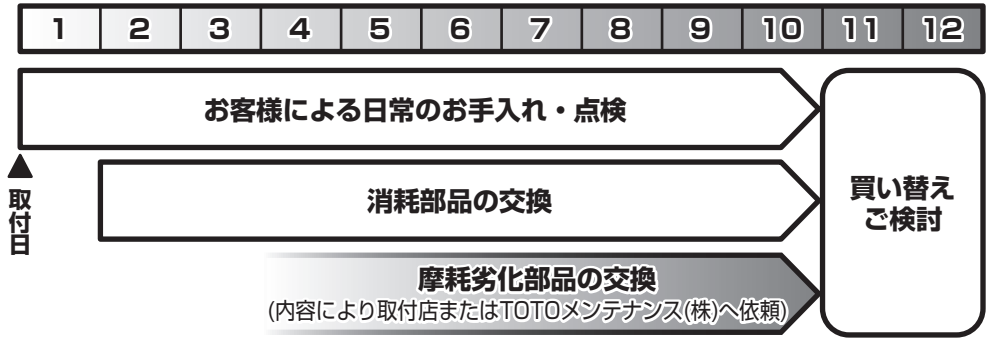 1 2 3 4 5 6 7 8 9 10 11 12
お客様による日常のお手入れ・点検
取付日
消耗部品の交換
買い替え
ご検討
摩耗劣化部品の交換
(内容により取付店またはTOTOメンテナンス(株)へ依頼)